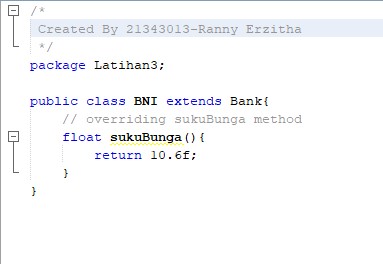 /*
Created By 21343013-Ranny Erzitha
*/
package Latihan3;
public class BNI extends Bank{
// overriding sukuBunga method
float sukuBunga(){
return 10.6f;
}
}